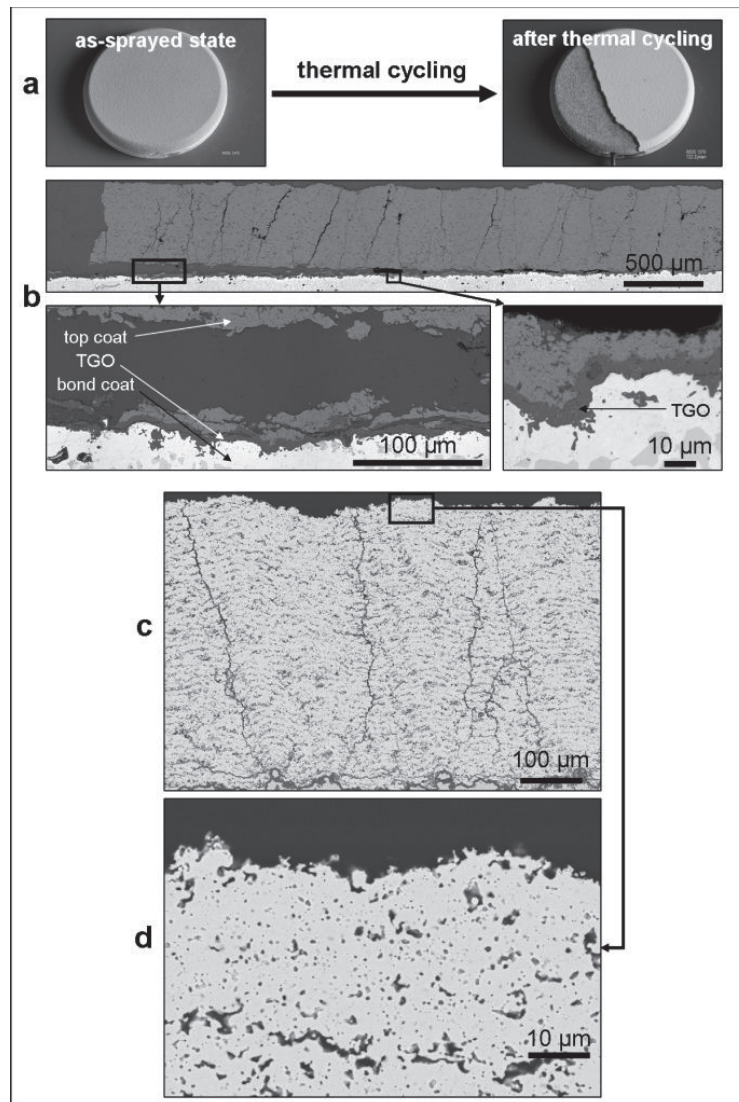 as-sprayed state
after thermal cycling
thermal cycling
a
500 µm
b
top coat
TGO
bond coat
100 µm
TGO
10 µm
c
100 µm
d
10 µm